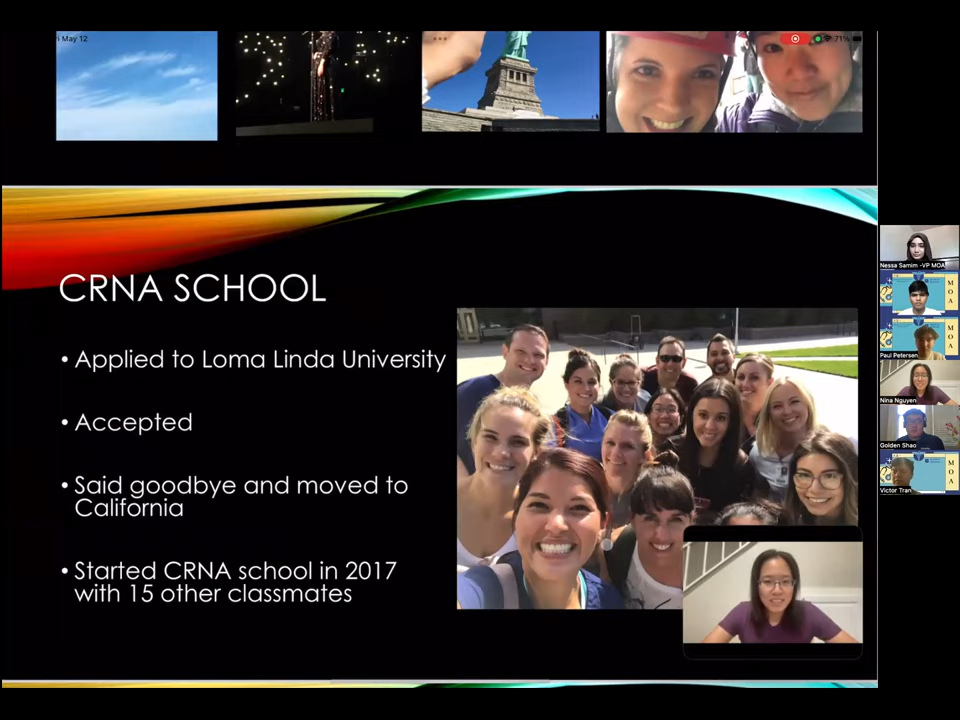 May 12
71%
CRNA SCHOOL
• Applied to Loma Linda University
• Accepted
• Said goodbye and moved to
California
• Started CRNA school in 2017
with 15 other classmates
Nessa Samim -VP MOA
M
O
A
Paul Petersen
M
O
A
Nina Nguyen
Golden Shao
Victor Tran
M
O
A